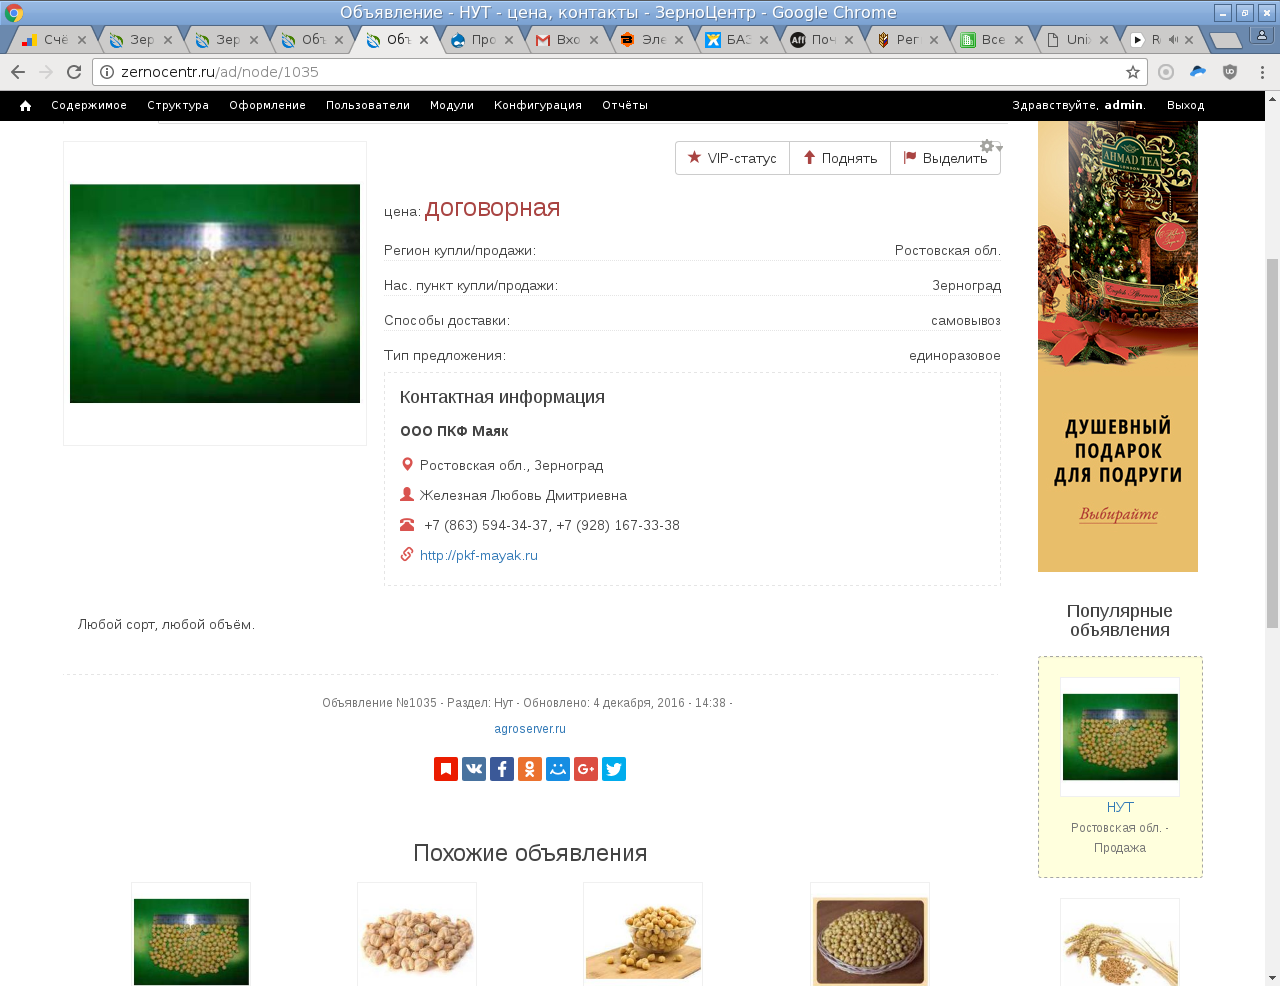 Объявление - НУТ - цена, контакты - ЗерноЦентр - Google Chrome
Счё Зер Зер Объ Объ Про Вхо Эле БАЗ Поч Рег Все Uni
zernocentr.ru/ad/node/1035
Содержимое Структура Оформление Пользователи Модули Конфигурация Отчёты Здравствуйте, admin. Выход
VIP-статус Поднять Выделить
цена: договорная
Регион купли/продажи: Ростовская обл.
Нас. пункт купли/продажи: Зерноград
Способы доставки: самовывоз
Тип предложения: единоразовое
Контактная информация
ООО ПКФ Маяк
Ростовская обл., Зерноград
Железная Любовь Дмитриевна
+7 (863) 594-34-37, +7 (928) 167-33-38
http://pkf-mayak.ru
Любой сорт, любой объём.
Объявление №1035 - Раздел: Нут - Обновлено: 4 декабря, 2016 - 14:38 -
agroserver.ru
Похожие объявления
AHMAD TEA
LONDON
English Afternoon
ДУШЕВНЫЙ
ПОДАРОК
ДЛЯ ПОДРУГИ
Выбирайте
Популярные
объявления
НУТ
Ростовская обл. -
Продажа